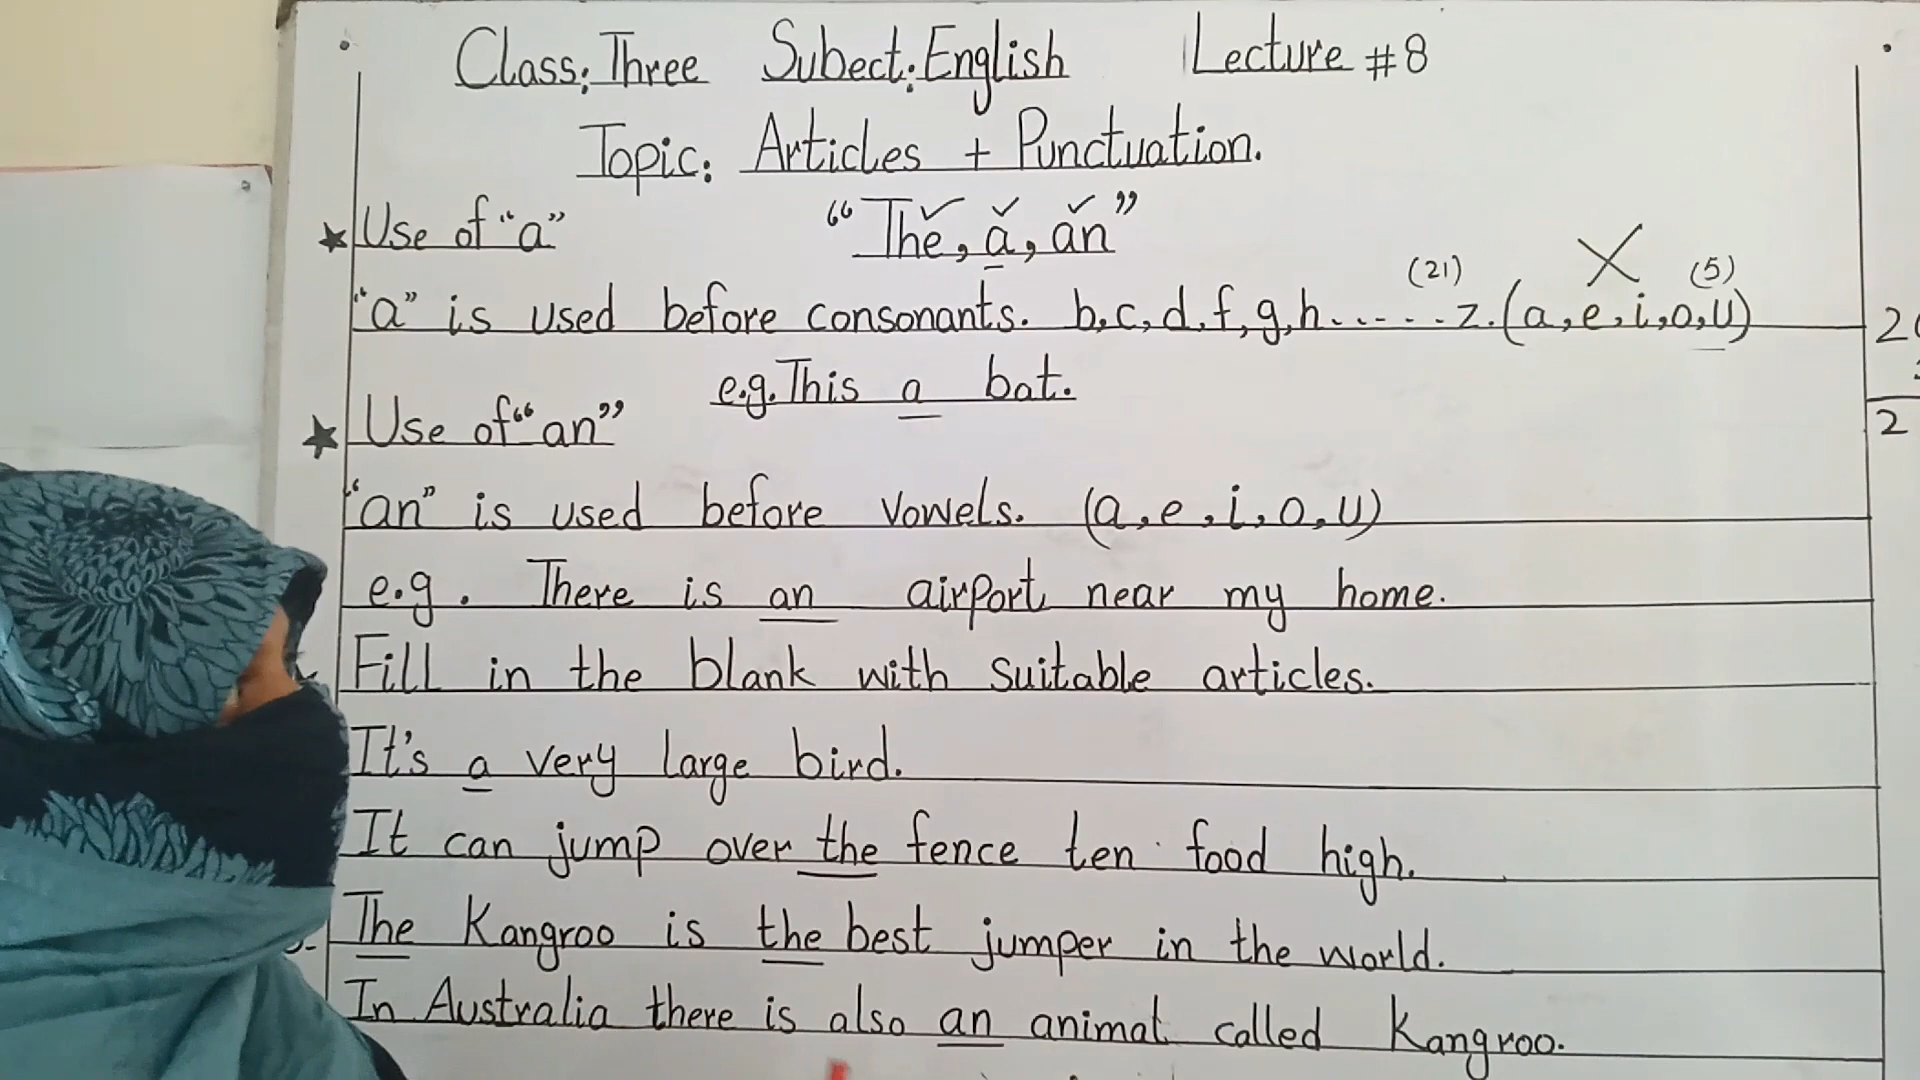 Class: Three Subect: English Lecture #8
Topic: Articles + Punctuation.
Use of "a" "The, a, an"
(21) (5)
"a" is used before consonants. b,c,d,f,g,h.....z.(a,e,i,o,u)
e.g. This a bat.
2
Use of "an"
"an" is used before vowels. (a,e,i,o,u)
e.g. There is an airport near my home.
Fill in the blank with suitable articles.
It's a very large bird.
It can jump over the fence ten food high.
The Kangroo is the best jumper in the world.
In Australia there is also an animal called Kangroo.